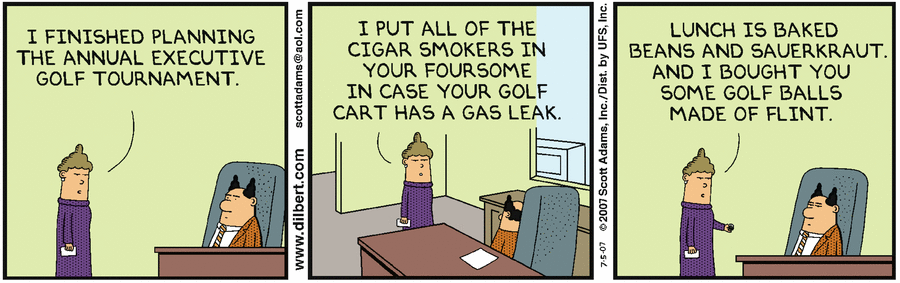 I FINISHED PLANNING
THE ANNUAL EXECUTIVE
GOLF TOURNAMENT.
www.dilbert.com scottadams@aol.com
I PUT ALL OF THE
CIGAR SMOKERS IN
YOUR FOURSOME
IN CASE YOUR GOLF
CART HAS A GAS LEAK.
7-5-07 ©2007 Scott Adams, Inc./Dist. by UFS, Inc.
LUNCH IS BAKED
BEANS AND SAUERKRAUT.
AND I BOUGHT YOU
SOME GOLF BALLS
MADE OF FLINT.